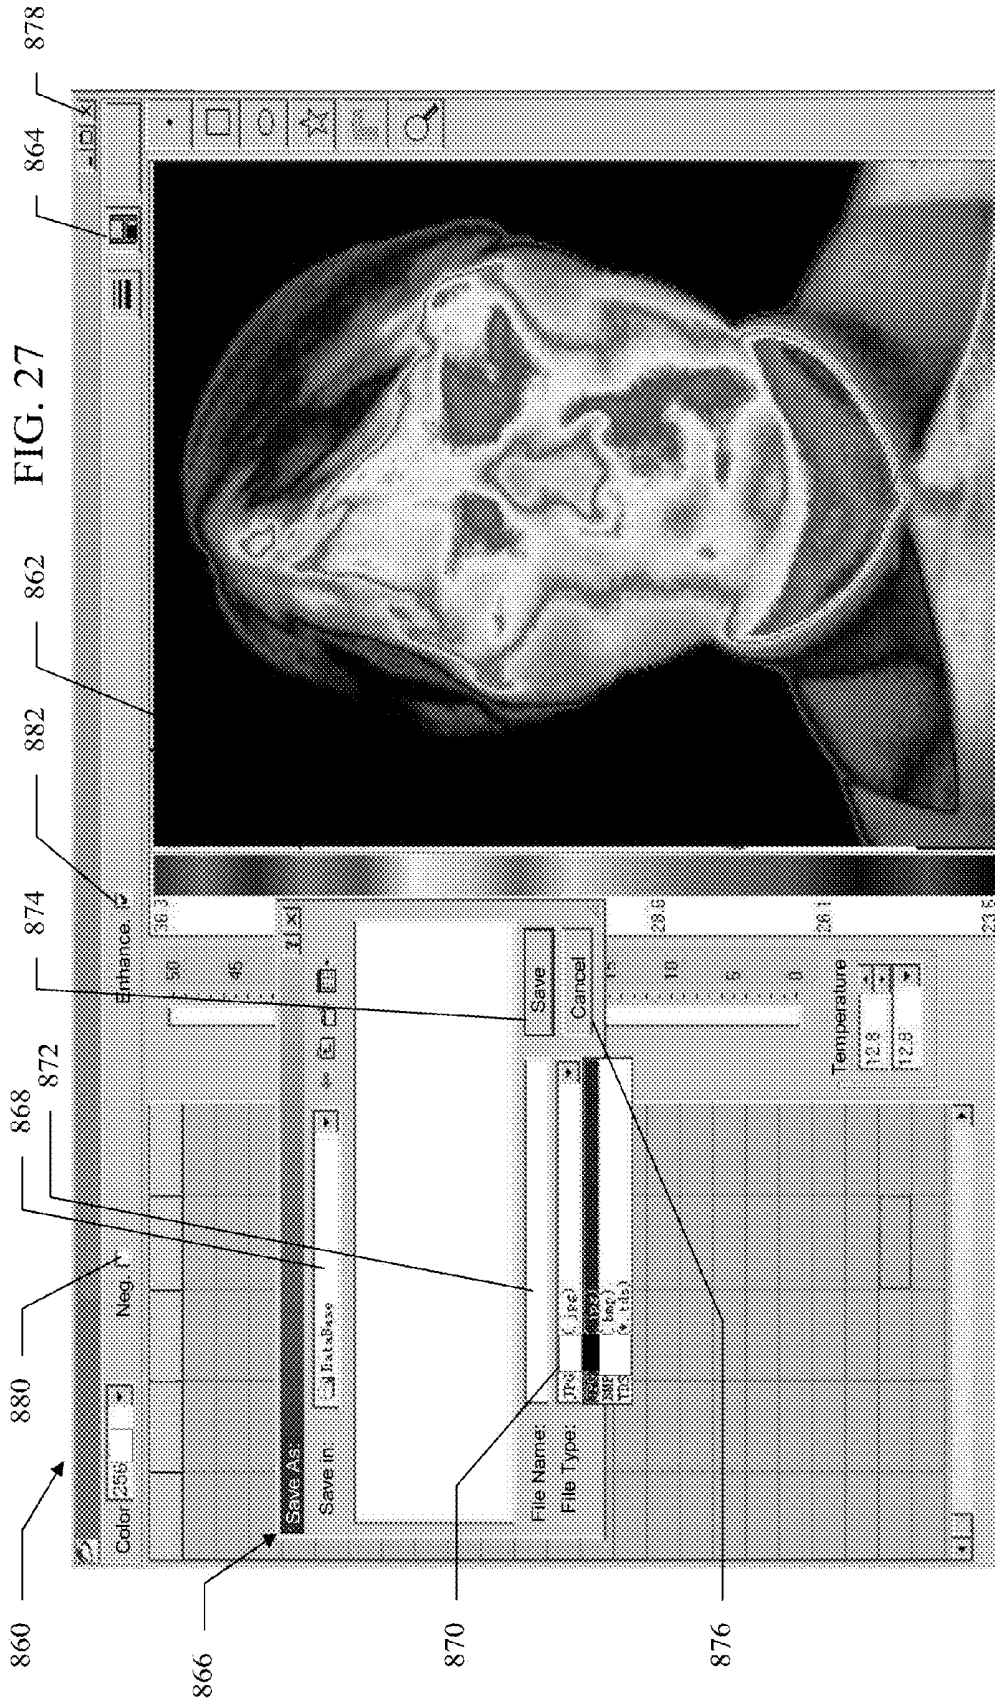 FIG. 27
860
880
868
872
874
882
862
864
878
866
870
876
Color 256
Neg.
Enhance.
Save As
Save in:
DataBase
File Name:
File Type:
JPG
(*.jpg)
BMP
bmp)
TDS
(*.tds)
Save
Cancel
50
45
15
10
5
0
38.3
28.6
26.1
23.5
Temperature
12.8
12.8